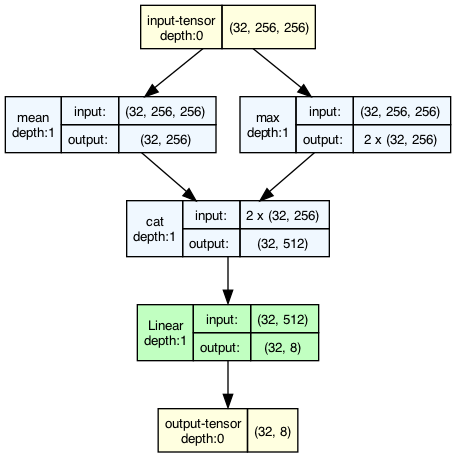 input-tensor
depth:0
(32, 256, 256)
mean
depth:1
input:
(32, 256, 256)
output:
(32, 256)
max
depth:1
input:
(32, 256, 256)
output:
2 x (32, 256)
cat
depth:1
input:
2 x (32, 256)
output:
(32, 512)
Linear
depth:1
input:
(32, 512)
output:
(32, 8)
output-tensor
depth:0
(32, 8)